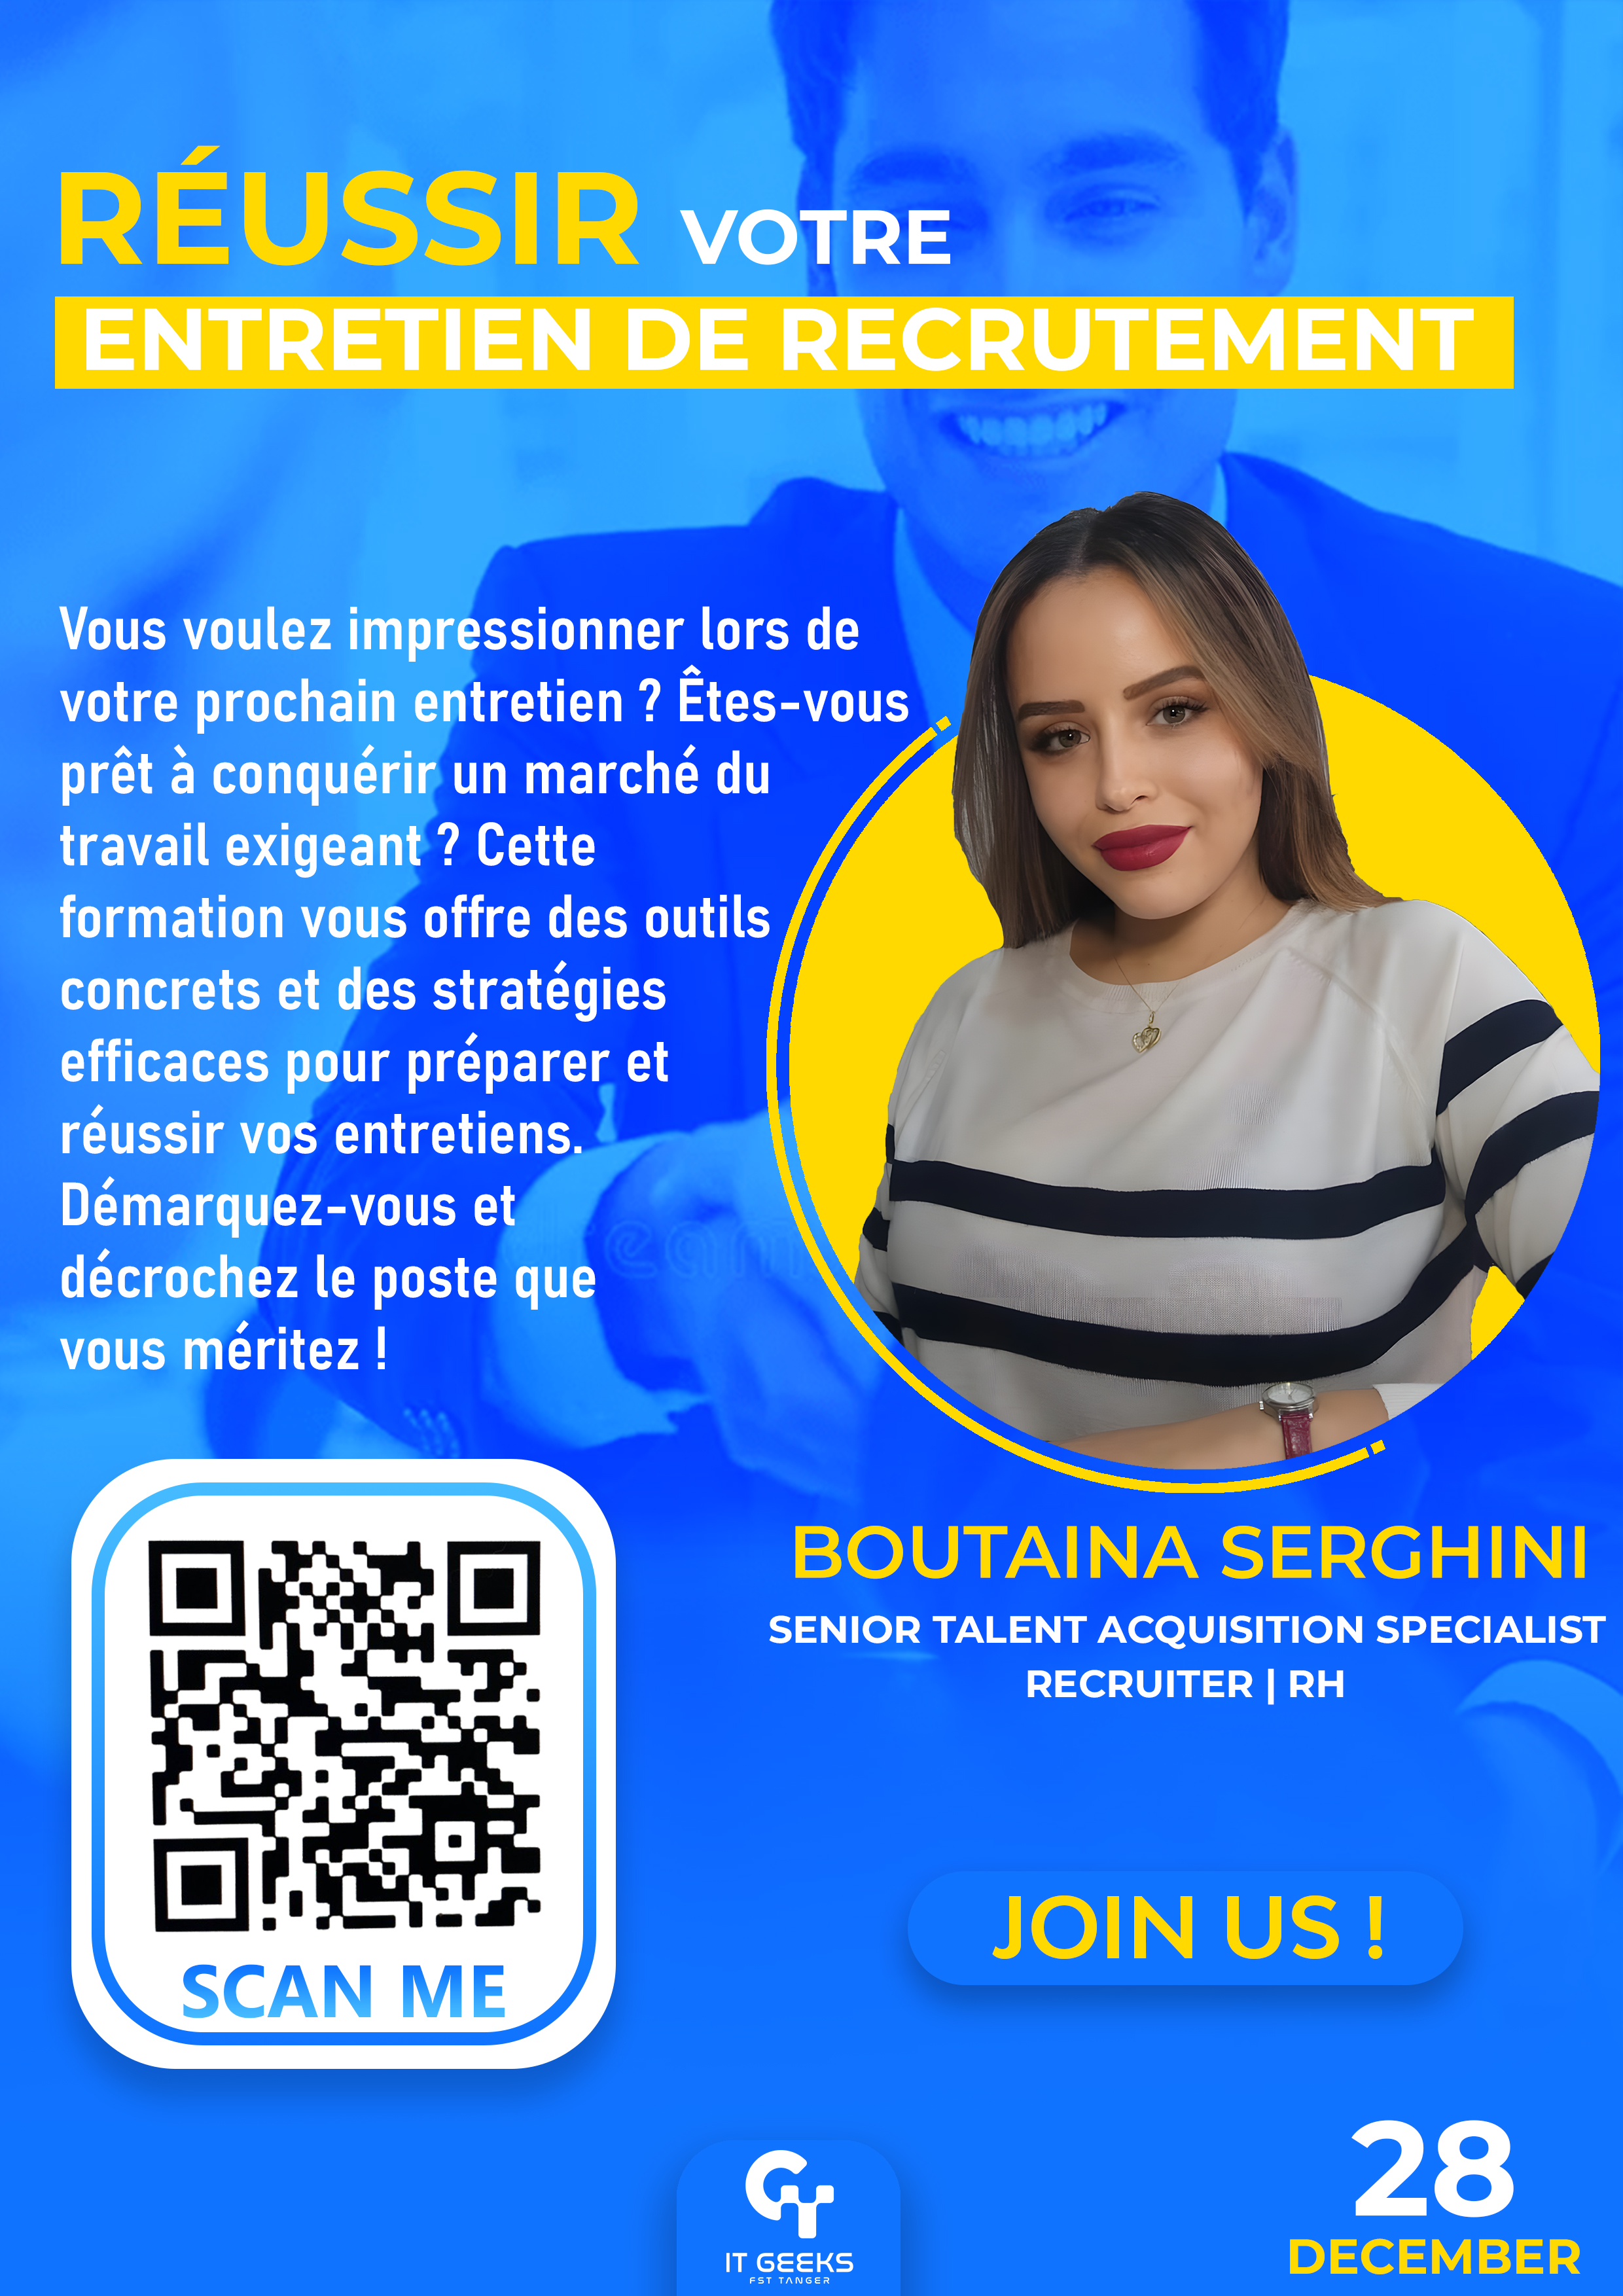 RÉUSSIR VOTRE
ENTRETIEN DE RECRUTEMENT
Vous voulez impressionner lors de
votre prochain entretien ? Êtes-vous
prêt à conquérir un marché du
travail exigeant ? Cette
formation vous offre des outils
concrets et des stratégies
efficaces pour préparer et
réussir vos entretiens.
Démarquez-vous et
décrochez le poste que
vous méritez !
BOUTAINA SERGHINI
SENIOR TALENT ACQUISITION SPECIALIST
RECRUITER | RH
SCAN ME
JOIN US !
IT GEEKS
FST TANGER
28
DECEMBER